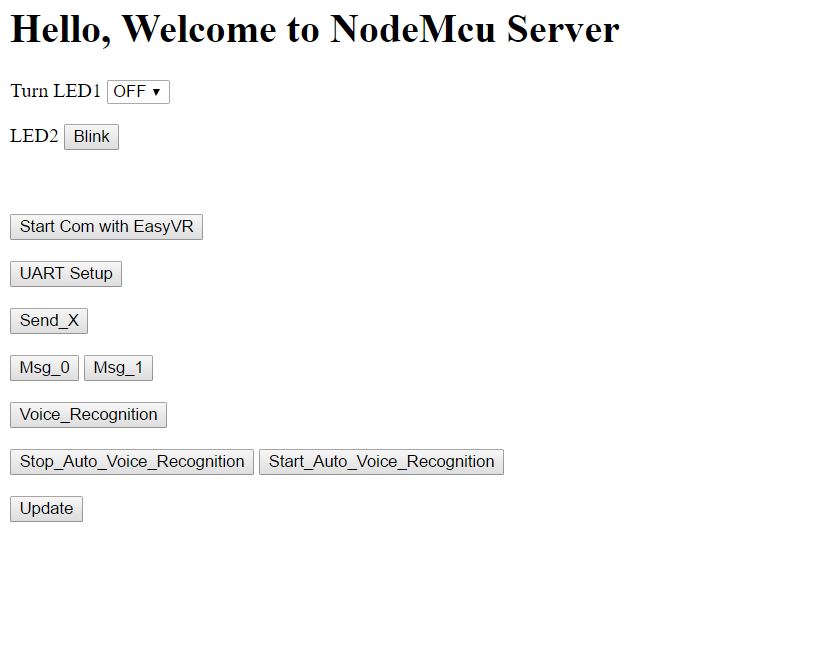 Hello, Welcome to NodeMcu Server
Turn LED1 OFF ▼
LED2 Blink
Start Com with EasyVR
UART Setup
Send_X
Msg_0 Msg_1
Voice_Recognition
Stop_Auto_Voice_Recognition Start_Auto_Voice_Recognition
Update